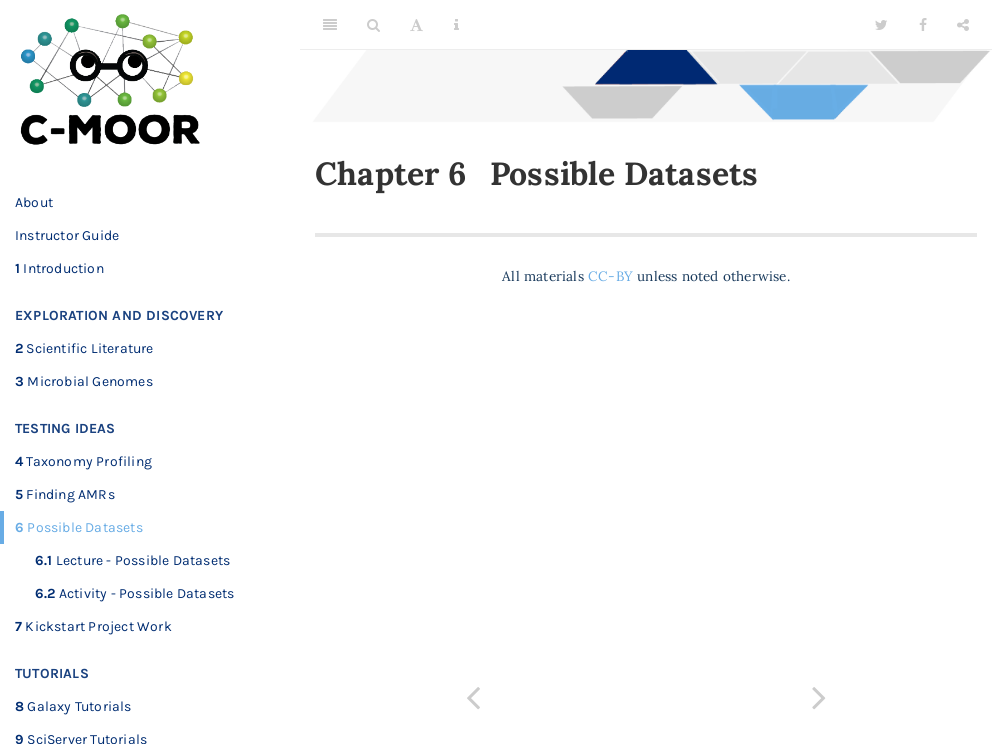 C-MOOR
About
Instructor Guide
1 Introduction
EXPLORATION AND DISCOVERY
2 Scientific Literature
3 Microbial Genomes
TESTING IDEAS
4 Taxonomy Profiling
5 Finding AMRs
6 Possible Datasets
6.1 Lecture - Possible Datasets
6.2 Activity - Possible Datasets
7 Kickstart Project Work
TUTORIALS
8 Galaxy Tutorials
9 SciServer Tutorials
A
Chapter 6 Possible Datasets
All materials CC-BY unless noted otherwise.